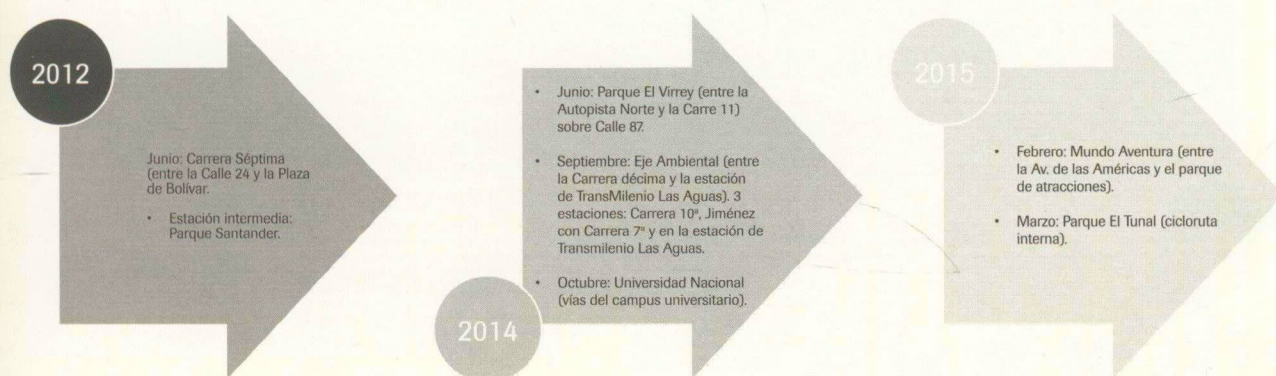 2012
Junio: Carrera Séptima
(entre la Calle 24 y la Plaza
de Bolívar.
• Estación intermedia:
Parque Santander.
2014
• Junio: Parque El Virrey (entre la
Autopista Norte y la Carre 11)
sobre Calle 87.
• Septiembre: Eje Ambiental (entre
la Carrera décima y la estación
de TransMilenio Las Aguas). 3
estaciones: Carrera 10ª, Jiménez
con Carrera 7ª y en la estación de
Transmilenio Las Aguas.
• Octubre: Universidad Nacional
(vías del campus universitario).
2015
• Febrero: Mundo Aventura (entre
la Av. de las Américas y el parque
de atracciones).
• Marzo: Parque El Tunal (cicloruta
interna).